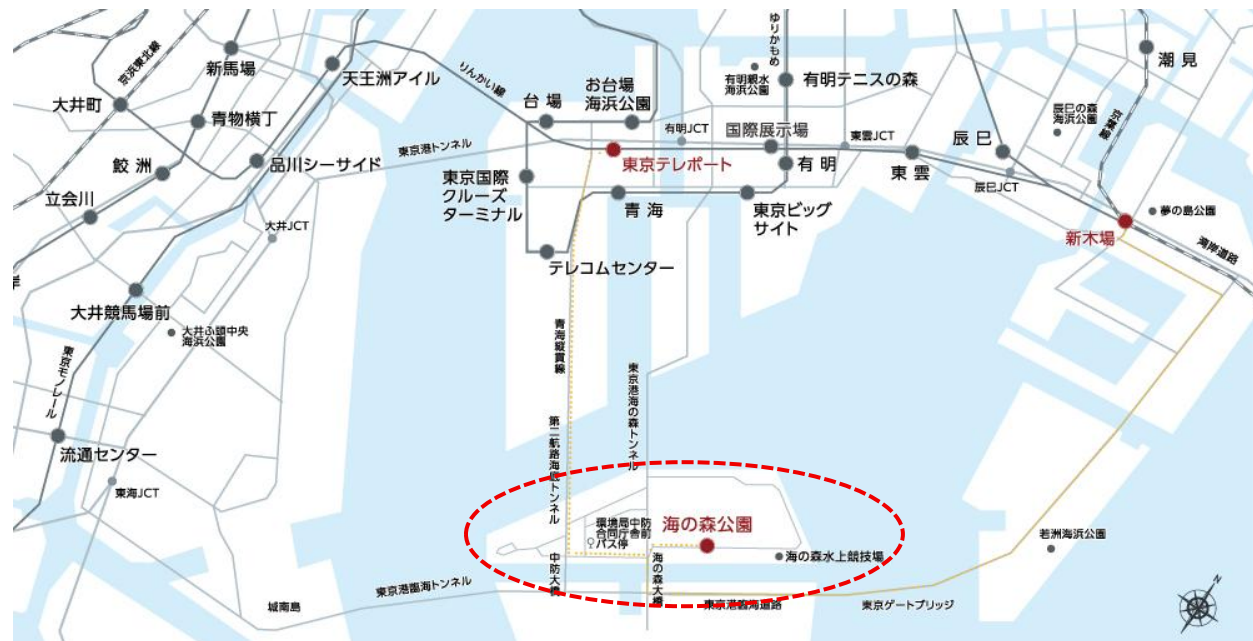 京浜東北線
新馬場
大井町
青物横丁
鮫洲
立会川
天王洲アイル
品川シーサイド
大井JCT
大井競馬場前
大井ふ頭中央
海浜公園
東京モノレール
流通センター
東海JCT
岸
りんかい線
東京港トンネル
台場
お台場
海浜公園
東京国際
クルーズ
ターミナル
テレコムセンター
東京テレポート
青海
有明JCT
国際展示場
ゆりかもめ
有明親水
海浜公園
有明テニスの森
東雲JCT
有明
東京ビッグ
サイト
東雲
辰巳
辰巳の森
海浜公園
辰巳JCT
潮見
京葉線
夢の島公園
新木場
湾岸道路
青海縦貫線
第二航路海底トンネル
東京港海の森トンネル
環境局中防
合同庁舎前
バス停
海の森公園
海の森水上競技場
中防大橋
海の森大橋
若洲海浜公園
城南島
東京港臨海トンネル
東京港臨海道路
東京ゲートブリッジ
N